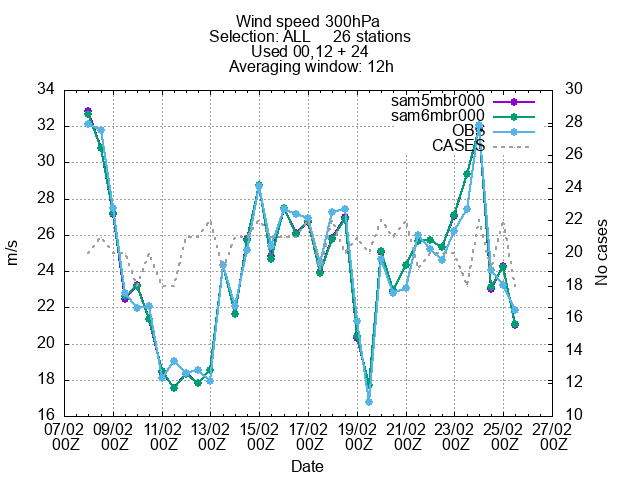 Wind speed 300hPa
Selection: ALL 26 stations
Used 00,12 + 24
Averaging window: 12h
sam5mbr000
sam6mbr000
OBS
CASES
34
32
30
28
26
24
22
20
18
16
m/s
30
28
26
24
22
20
18
16
14
12
10
No cases
07/02 09/02 11/02 13/02 15/02 17/02 19/02 21/02 23/02 25/02 27/02
00Z 00Z 00Z 00Z 00Z 00Z 00Z 00Z 00Z 00Z 00Z
Date